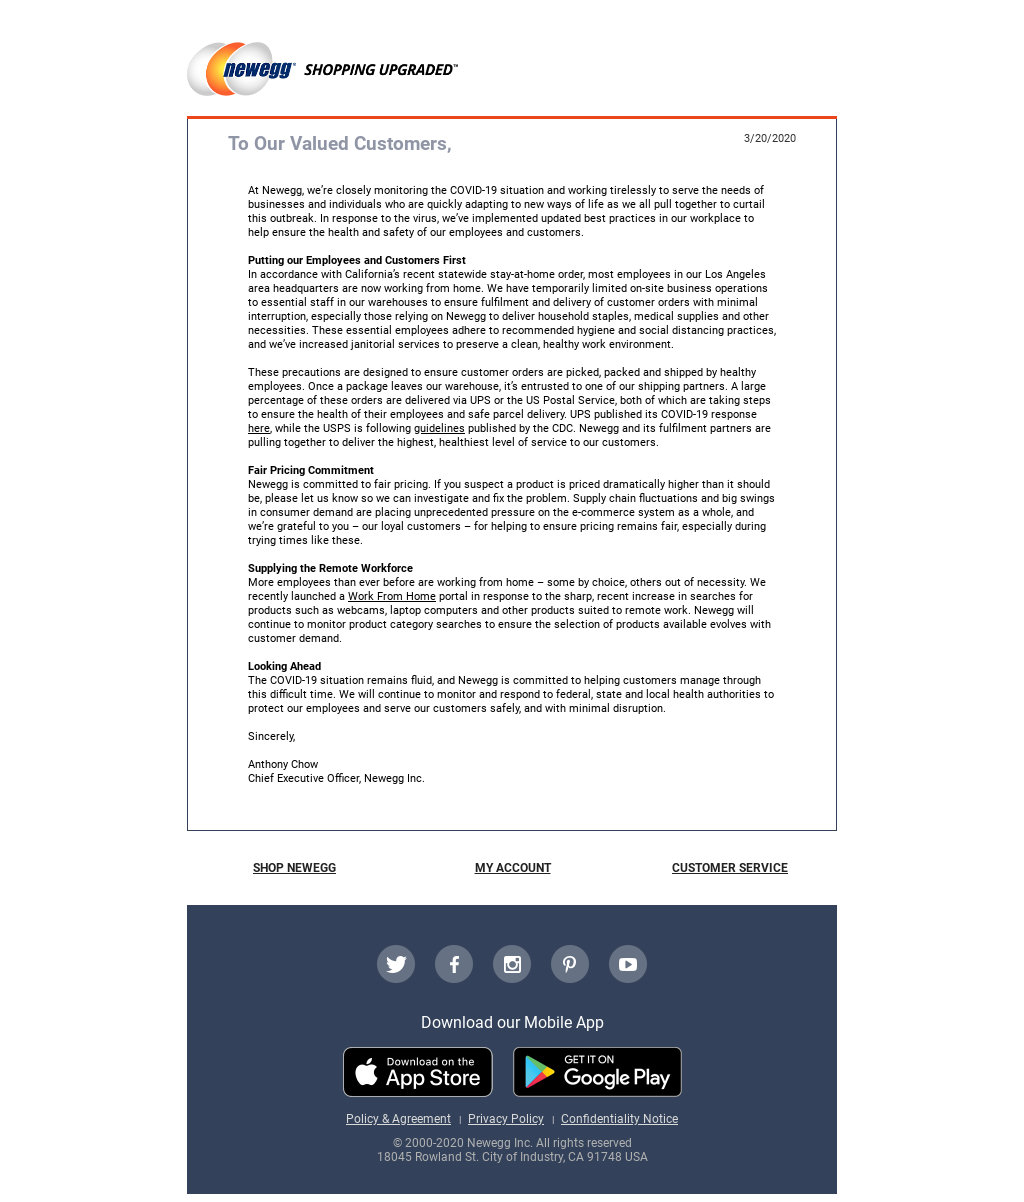 newegg SHOPPING UPGRADED™
To Our Valued Customers,
3/20/2020
At Newegg, we’re closely monitoring the COVID-19 situation and working tirelessly to serve the needs of
businesses and individuals who are quickly adapting to new ways of life as we all pull together to curtail
this outbreak. In response to the virus, we’ve implemented updated best practices in our workplace to
help ensure the health and safety of our employees and customers.
Putting our Employees and Customers First
In accordance with California’s recent statewide stay-at-home order, most employees in our Los Angeles
area headquarters are now working from home. We have temporarily limited on-site business operations
to essential staff in our warehouses to ensure fulfilment and delivery of customer orders with minimal
interruption, especially those relying on Newegg to deliver household staples, medical supplies and other
necessities. These essential employees adhere to recommended hygiene and social distancing practices,
and we’ve increased janitorial services to preserve a clean, healthy work environment.
These precautions are designed to ensure customer orders are picked, packed and shipped by healthy
employees. Once a package leaves our warehouse, it’s entrusted to one of our shipping partners. A large
percentage of these orders are delivered via UPS or the US Postal Service, both of which are taking steps
to ensure the health of their employees and safe parcel delivery. UPS published its COVID-19 response
here, while the USPS is following guidelines published by the CDC. Newegg and its fulfilment partners are
pulling together to deliver the highest, healthiest level of service to our customers.
Fair Pricing Commitment
Newegg is committed to fair pricing. If you suspect a product is priced dramatically higher than it should
be, please let us know so we can investigate and fix the problem. Supply chain fluctuations and big swings
in consumer demand are placing unprecedented pressure on the e-commerce system as a whole, and
we’re grateful to you – our loyal customers – for helping to ensure pricing remains fair, especially during
trying times like these.
Supplying the Remote Workforce
More employees than ever before are working from home – some by choice, others out of necessity. We
recently launched a Work From Home portal in response to the sharp, recent increase in searches for
products such as webcams, laptop computers and other products suited to remote work. Newegg will
continue to monitor product category searches to ensure the selection of products available evolves with
customer demand.
Looking Ahead
The COVID-19 situation remains fluid, and Newegg is committed to helping customers manage through
this difficult time. We will continue to monitor and respond to federal, state and local health authorities to
protect our employees and serve our customers safely, and with minimal disruption.
Sincerely,
Anthony Chow
Chief Executive Officer, Newegg Inc.
SHOP NEWEGG MY ACCOUNT CUSTOMER SERVICE
Download our Mobile App
Download on the
App Store
GET IT ON
Google Play
Policy & Agreement | Privacy Policy | Confidentiality Notice
© 2000-2020 Newegg Inc. All rights reserved
18045 Rowland St. City of Industry, CA 91748 USA